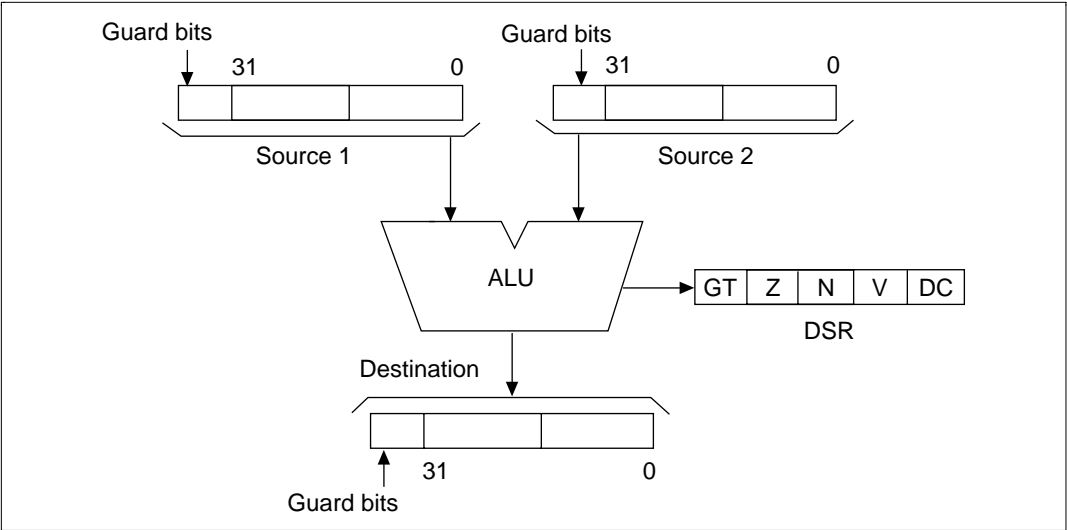 Guard bits
Guard bits
31 0
31 0
Source 1
Source 2
ALU
GT Z N V DC
DSR
Destination
31 0
Guard bits